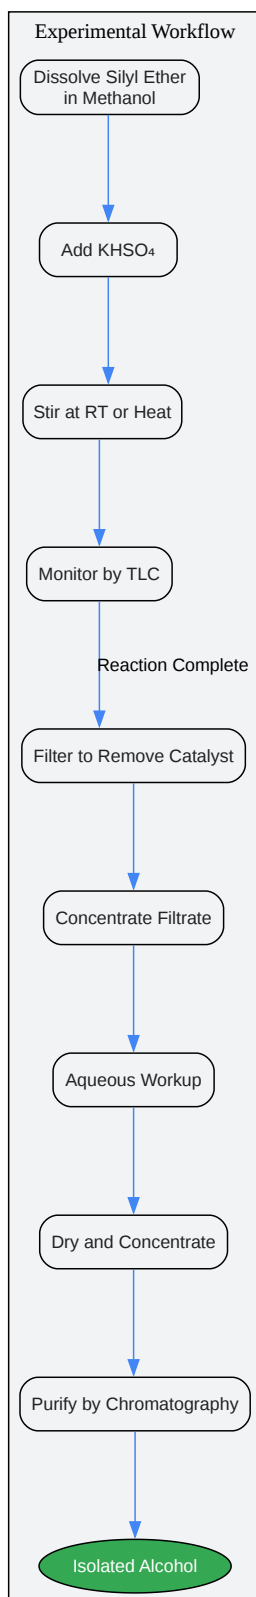 Experimental Workflow
Dissolve Silyl Ether
in Methanol
Add KHSO₄
Stir at RT or Heat
Monitor by TLC
Reaction Complete
Filter to Remove Catalyst
Concentrate Filtrate
Aqueous Workup
Dry and Concentrate
Purify by Chromatography
Isolated Alcohol